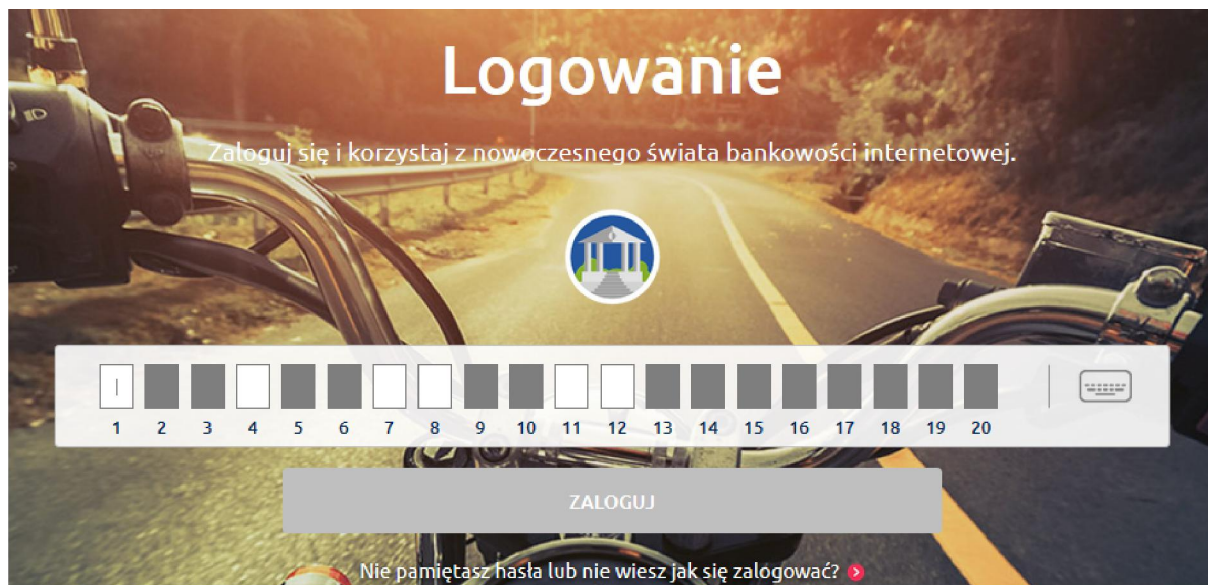 Logowanie
Zaloguj się i korzystaj z nowoczesnego świata bankowości internetowej.
1 2 3 4 5 6 7 8 9 10 11 12 13 14 15 16 17 18 19 20
ZALOGUJ
Nie pamiętasz hasła lub nie wiesz jak się zalogować?